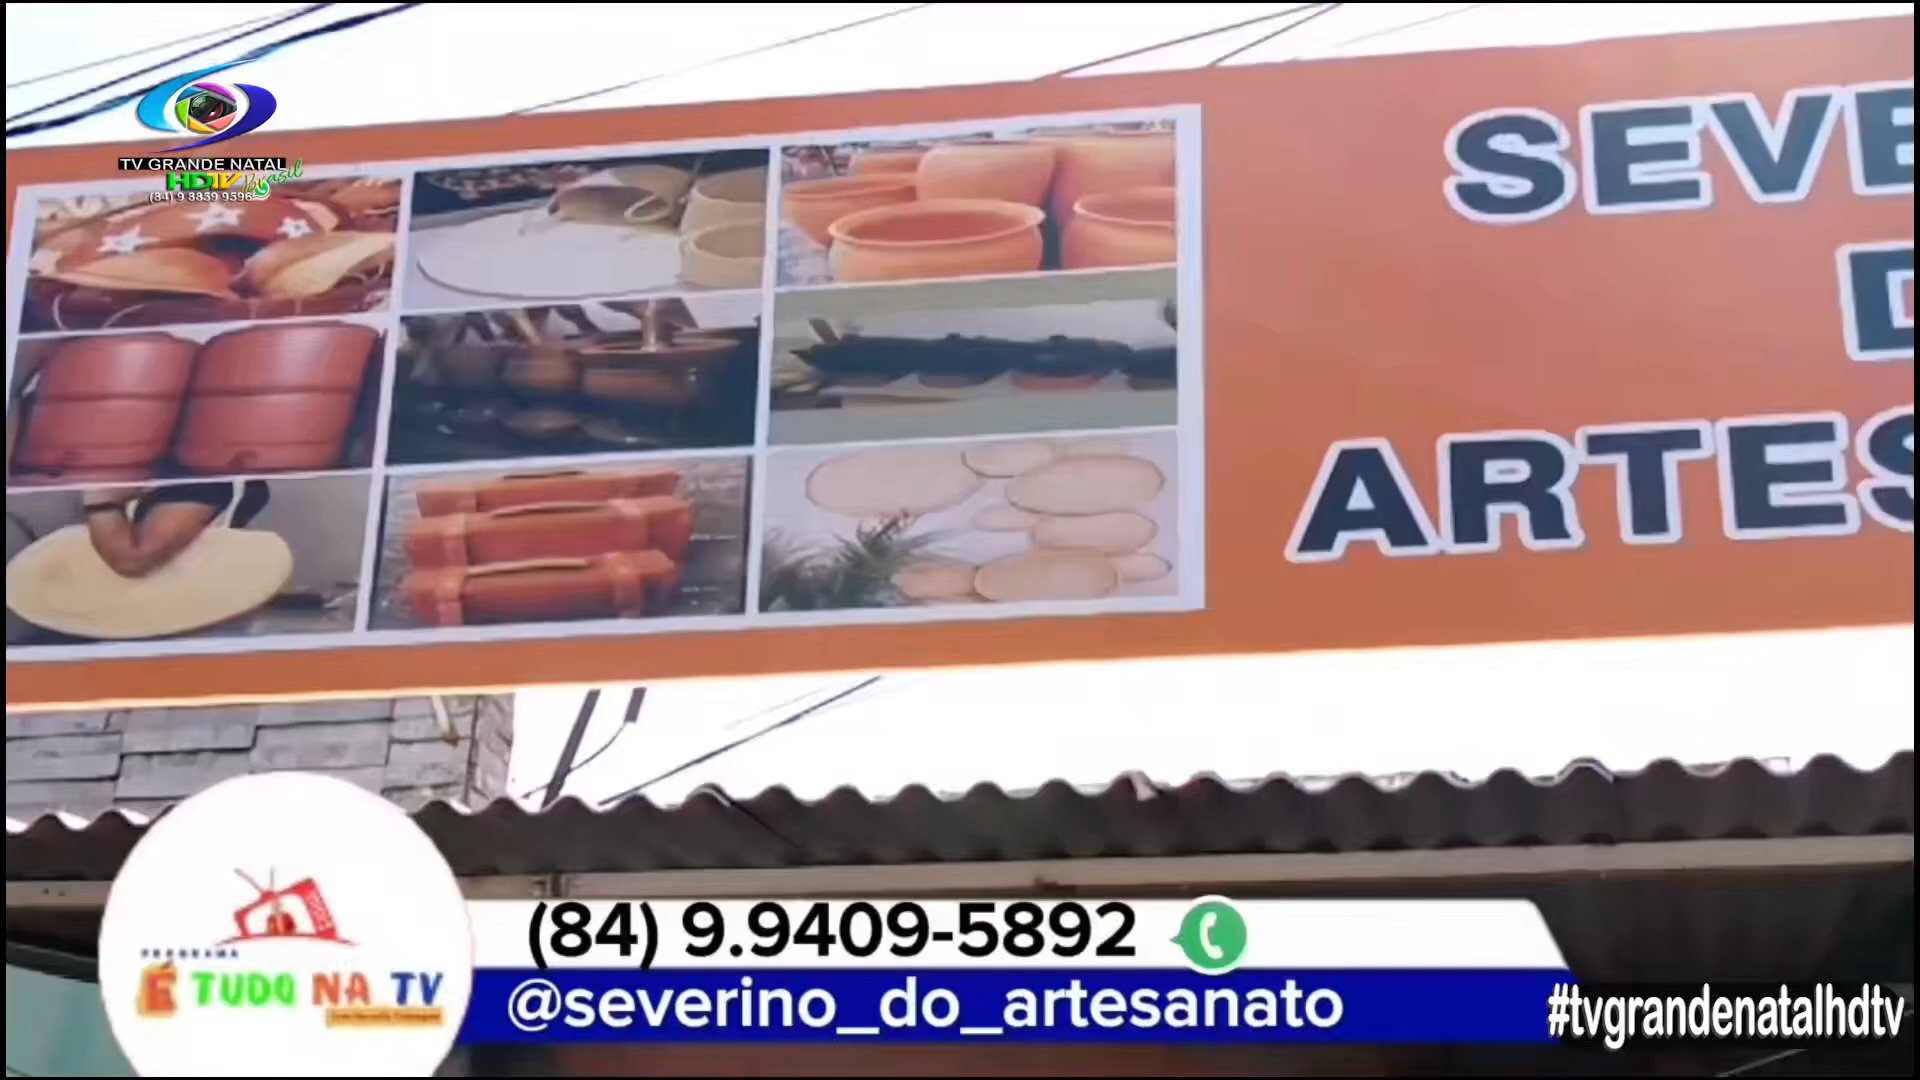 TV GRANDE NATAL
HDTV Brasil
(84) 9 8859 9596
SEVE
D
ARTES
(84) 9.9409-5892
@severino_do_artesanato
PROGRAMA
É TUDO NA TV
#tvgrandenatalhdtv